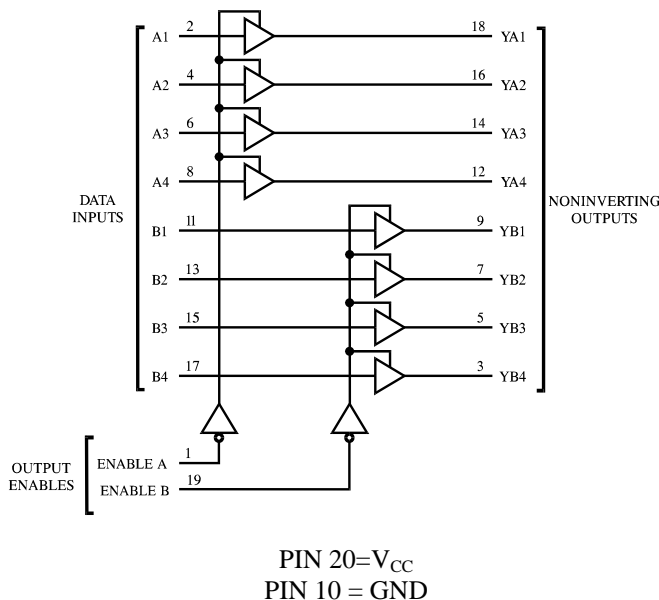 A1 2 18 YA1
A2 4 16 YA2
A3 6 14 YA3
A4 8 12 YA4
DATA INPUTS
NONINVERTING OUTPUTS
B1 11 9 YB1
B2 13 7 YB2
B3 15 5 YB3
B4 17 3 YB4
OUTPUT ENABLES
ENABLE A 1
ENABLE B 19
PIN 20=VCC
PIN 10 = GND